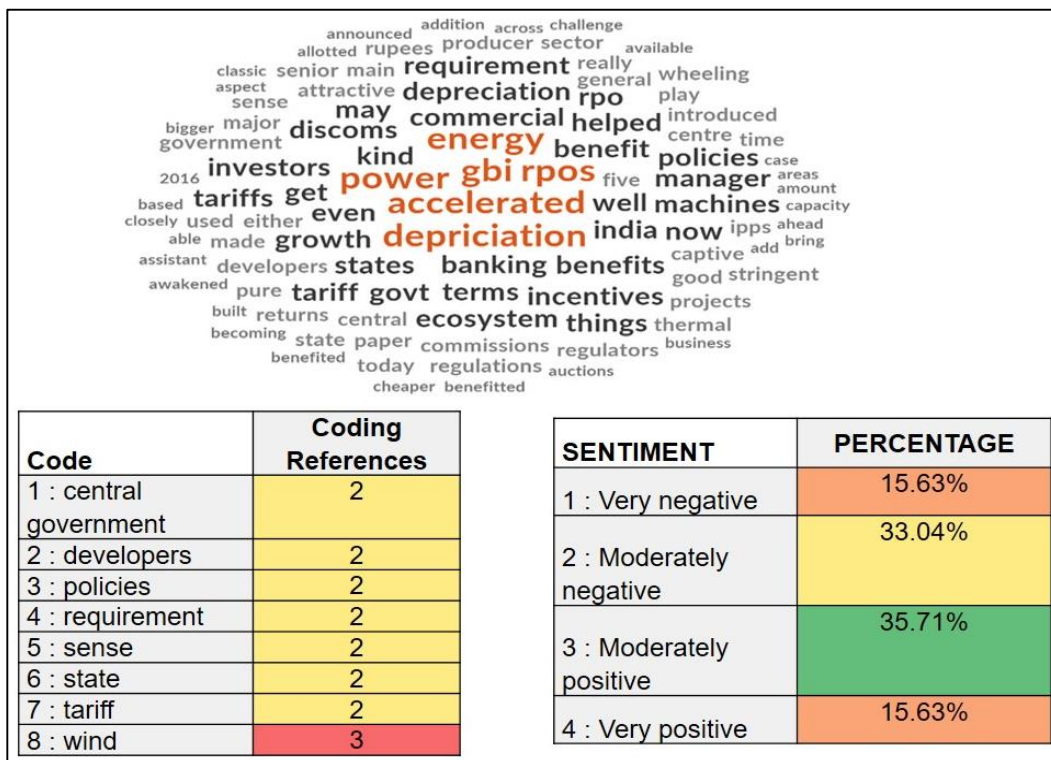 announced addition across challenge
allotted rupees producer sector available
classic senior main requirement really general wheeling
aspect attractive depreciation rpo play
sense may commercial helped introduced
bigger major discoms energy benefit centre time
government kind policies case
2016 investors power gbi rpos five manager areas
based tariffs get accelerated well machines amount
closely used either even india now ipps ahead capacity
able made growth depriciation captive add bring
assistant developers states banking benefits good stringent
awakened pure tariff govt terms incentives projects
built returns central ecosystem things thermal
becoming state paper commissions regulators business
benefited today regulations auctions
cheaper benefitted
Code Coding References
1 : central government 2
2 : developers 2
3 : policies 2
4 : requirement 2
5 : sense 2
6 : state 2
7 : tariff 2
8 : wind 3
SENTIMENT PERCENTAGE
1 : Very negative 15.63%
2 : Moderately negative 33.04%
3 : Moderately positive 35.71%
4 : Very positive 15.63%